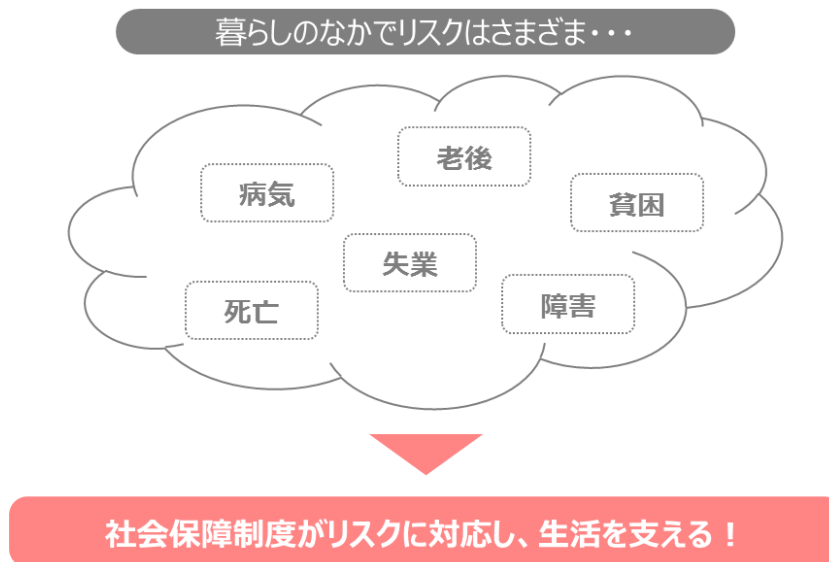 暮らしのなかでリスクはさまざま・・・
老後
病気
貧困
失業
死亡
障害
社会保障制度がリスクに対応し、生活を支える！